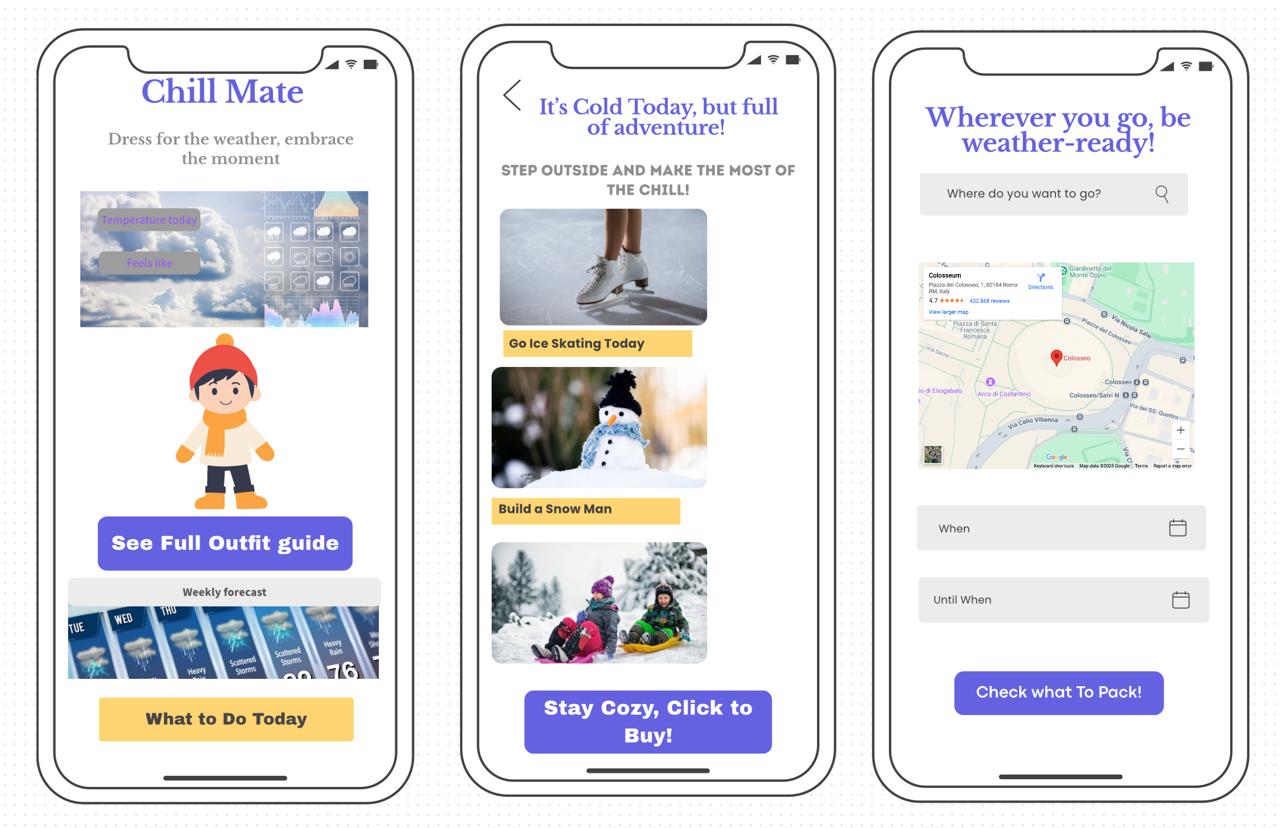 Chill Mate
Dress for the weather, embrace
the moment
Temperature today
Feels like
See Full Outfit guide
Weekly forecast
TUE
WED
THU
Heavy
Rain
Scattered
Storms
Scattered
Storms
Heavy
Rain
76
What to Do Today
It's Cold Today, but full
of adventure!
STEP OUTSIDE AND MAKE THE MOST OF
THE CHILL!
Go Ice Skating Today
Build a Snow Man
Stay Cozy, Click to
Buy!
Wherever you go, be
weather-ready!
Where do you want to go?
Colosseum
Piazza del Colosseo, 1, 00184 Roma
RM, Italy
Directions
4.7
432 868 reviews
View larger map
Giardinetto del
Monte Oppio
Via Nicola Salv
Piazza del Colosseo
Piazza di Santa
Francesca
Romana
Via Sacra
Colosseo
Colosseo
io di Eliogabalo
Arco di Costantino
Colosseo/Salvi N
Via dei SS. Quattro
Via Celio Vibenna
Google
Keyboard shortcuts
Map data ©2025 Google
Terms
Report a map error
When
Until When
Check what To Pack!